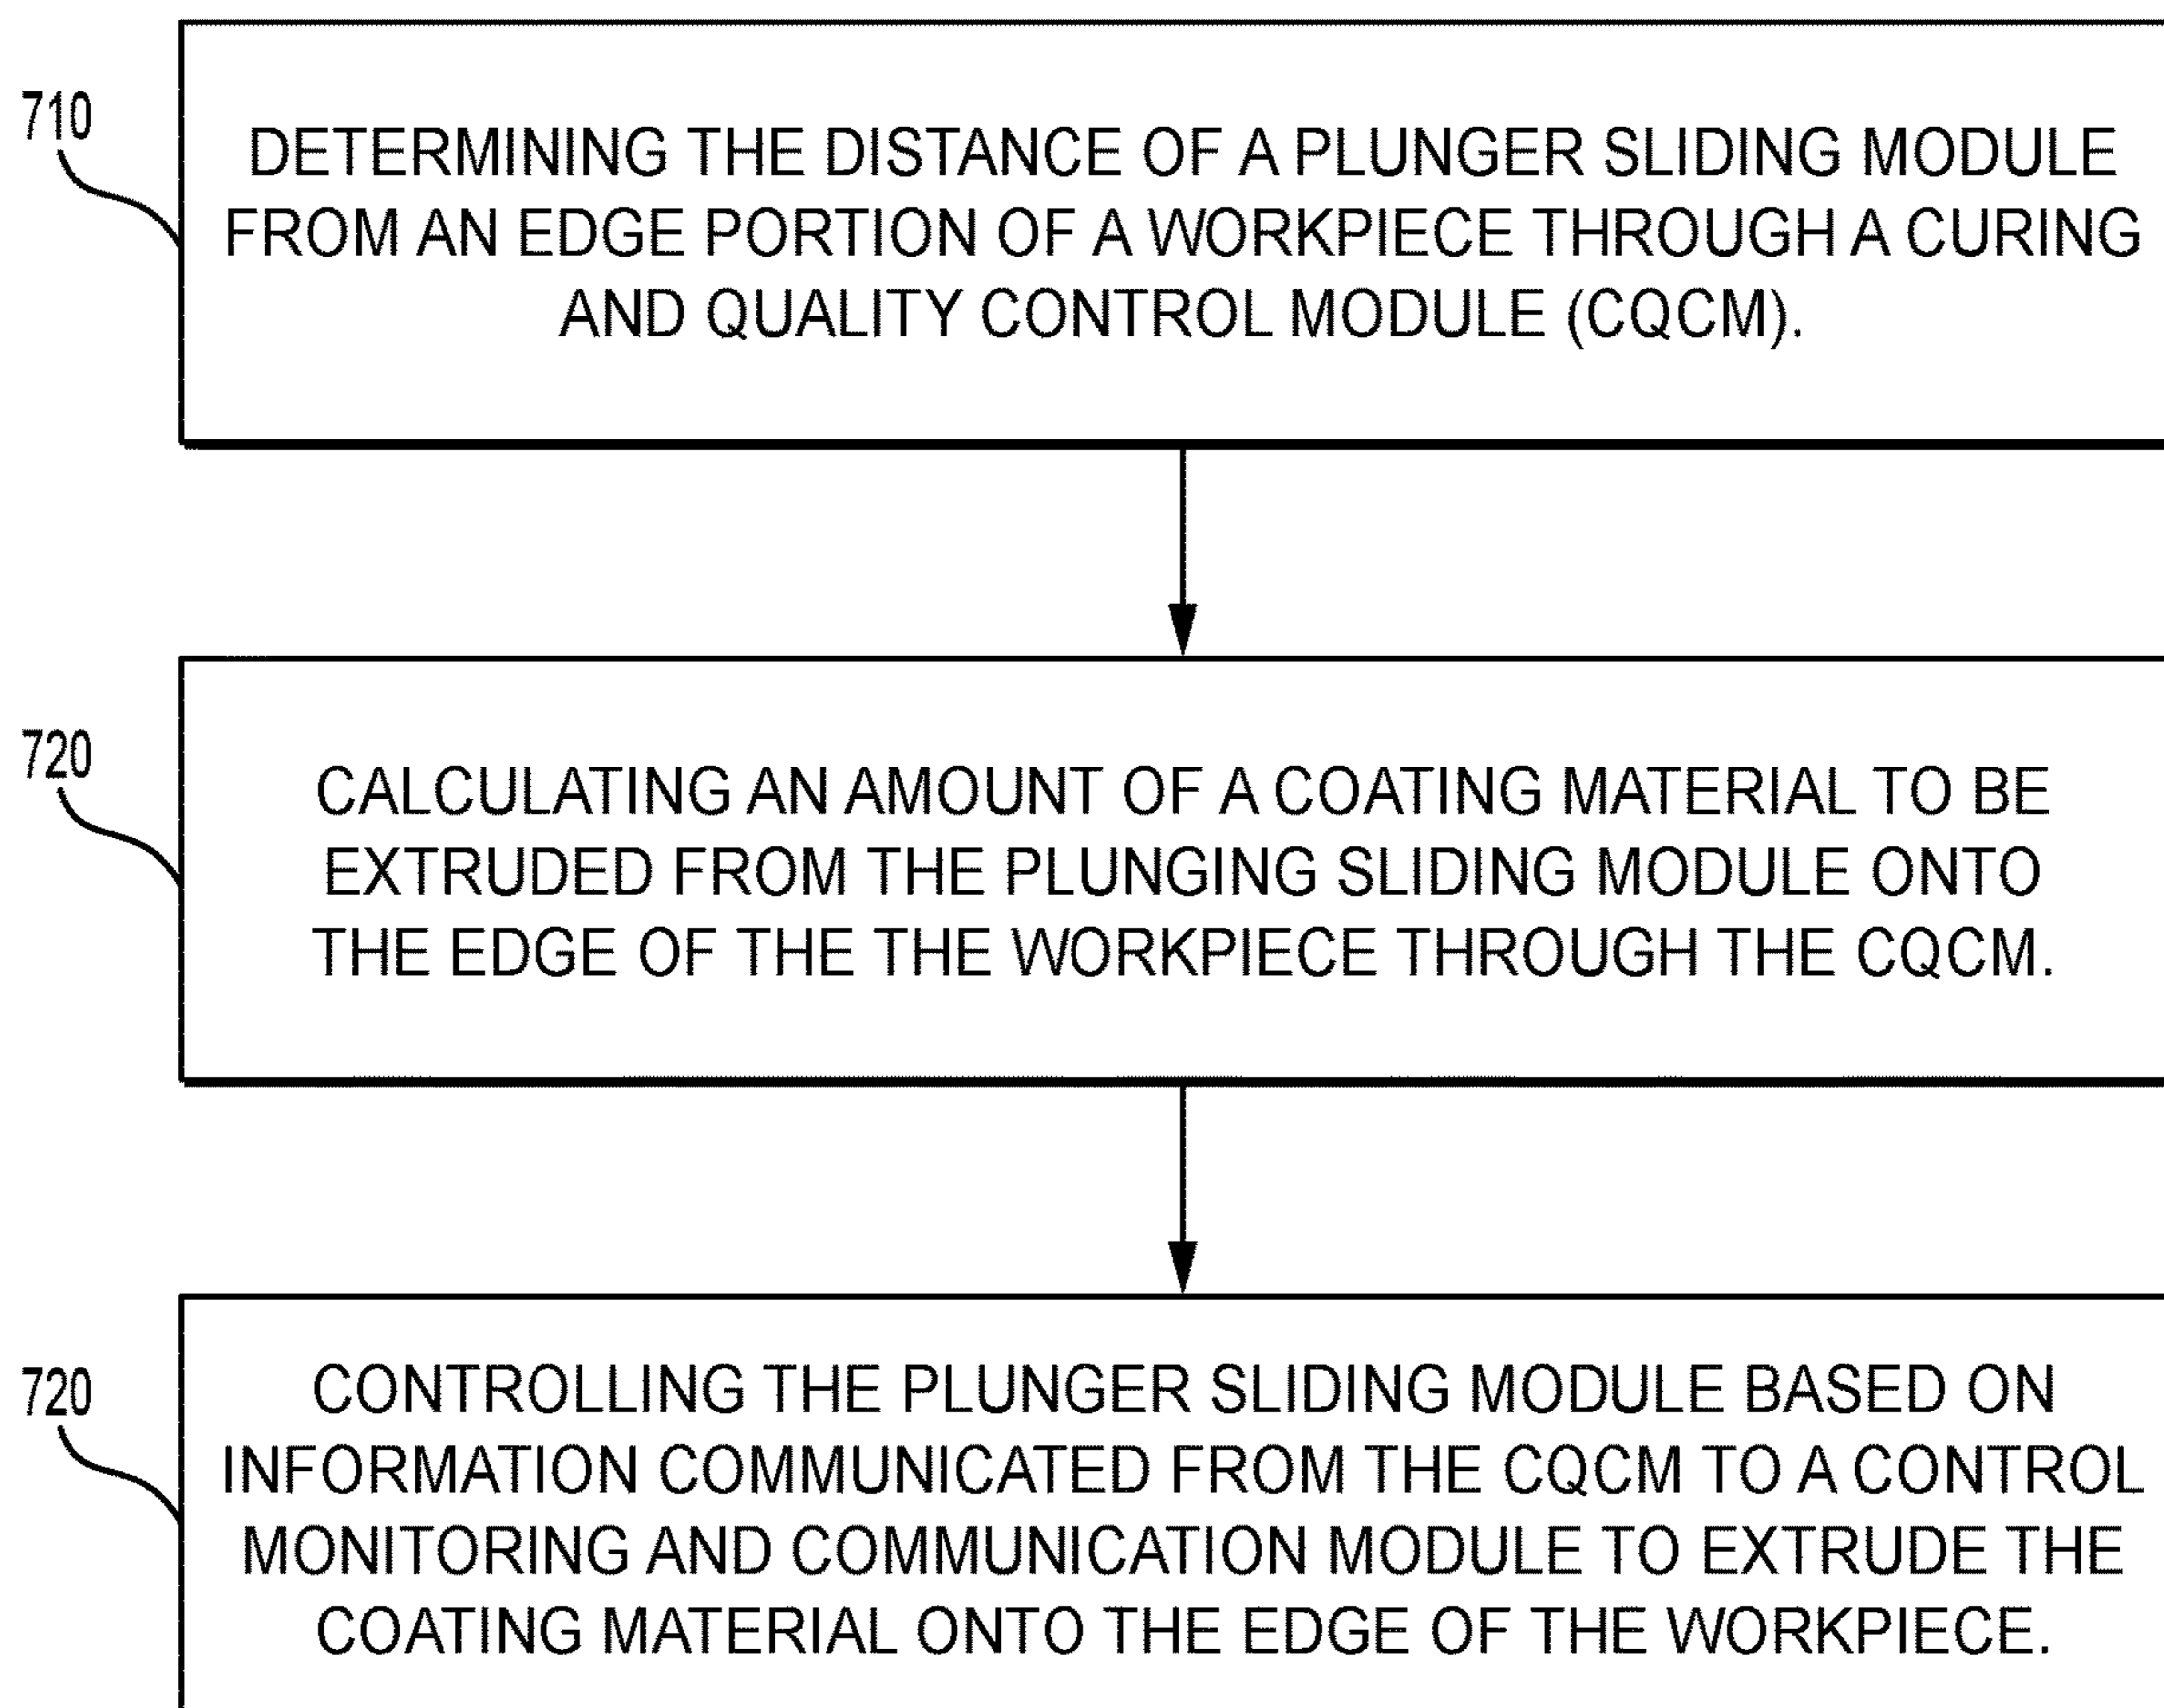 710
DETERMINING THE DISTANCE OF A PLUNGER SLIDING MODULE
FROM AN EDGE PORTION OF A WORKPIECE THROUGH A CURING
AND QUALITY CONTROL MODULE (CQCM).
720
CALCULATING AN AMOUNT OF A COATING MATERIAL TO BE
EXTRUDED FROM THE PLUNGING SLIDING MODULE ONTO
THE EDGE OF THE THE WORKPIECE THROUGH THE CQCM.
720
CONTROLLING THE PLUNGER SLIDING MODULE BASED ON
INFORMATION COMMUNICATED FROM THE CQCM TO A CONTROL
MONITORING AND COMMUNICATION MODULE TO EXTRUDE THE
COATING MATERIAL ONTO THE EDGE OF THE WORKPIECE.